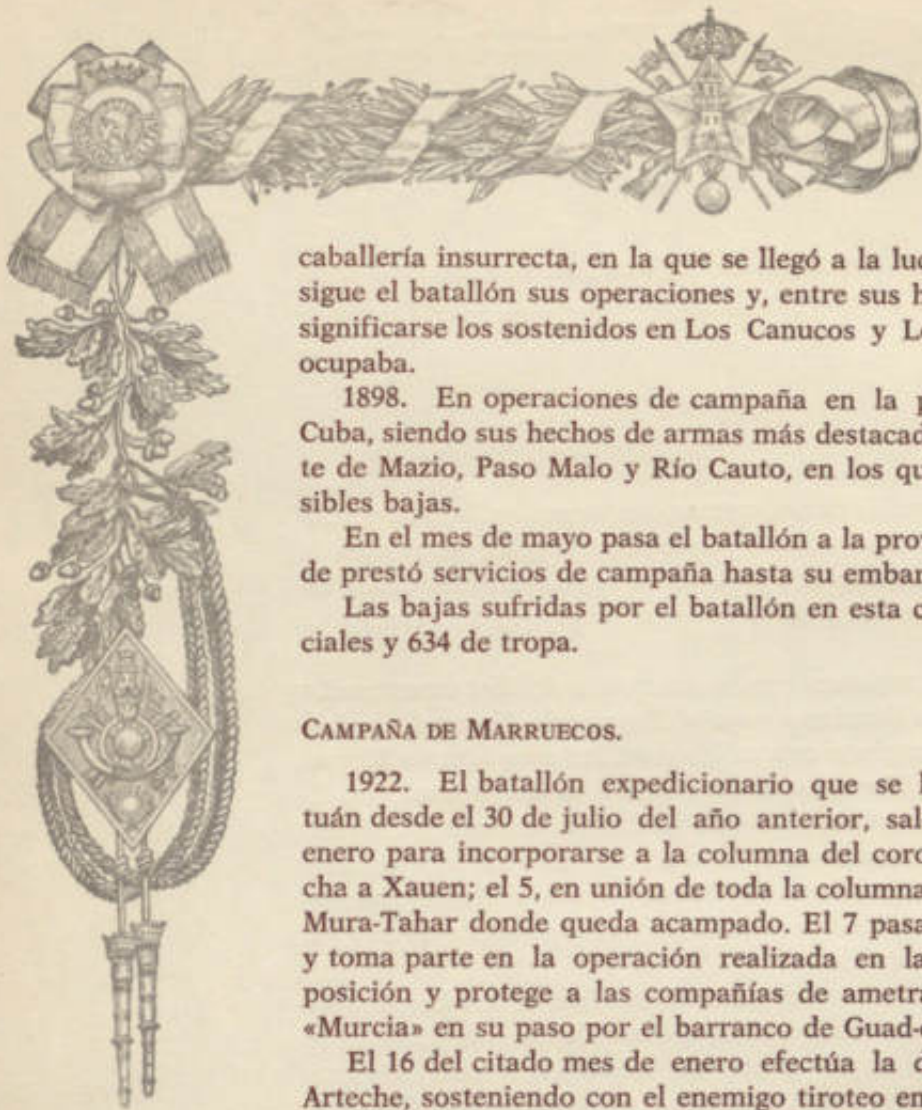 caballería insurrecta, en la que se llegó a la
sigue el batallón sus operaciones y, entre sus
significarse los sostenidos en Los Canucos y
ocupaba.
1898. En operaciones de campaña en la
Cuba, siendo sus hechos de armas más
te de Mazio, Paso Malo y Río Cauto, en los
sibles bajas.
En el mes de mayo pasa el batallón a la
de prestó servicios de campaña hasta su
Las bajas sufridas por el batallón en esta
ciales y 634 de tropa.
CAMPAÑA DE MARRUECOS.
1922. El batallón expedicionario que se
tuán desde el 30 de julio del año anterior,
enero para incorporarse a la columna del
cha a Xauen; el 5, en unión de toda la columna
Mura-Tahar donde queda acampado. El 7 pasa
y toma parte en la operación realizada en la
posición y protege a las compañías de
«Murcia» en su paso por el barranco de
El 16 del citado mes de enero efectúa la
Arteche, sosteniendo con el enemigo tiroteo en